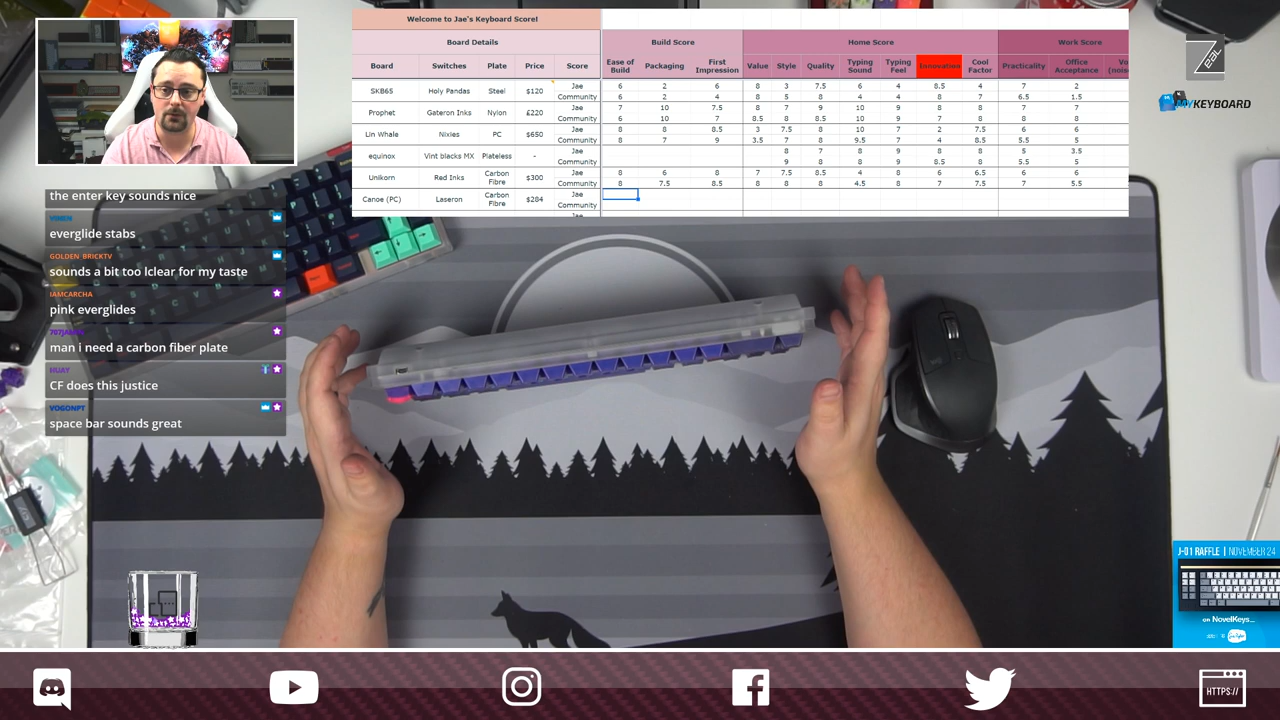 Welcome to Jae's Keyboard Score!
Board Details Build Score Home Score Work Score
Board Switches Plate Price Score Ease of Build Packaging First Impression Value Style Quality Typing Sound Typing Feel Innovation Cool Factor Practicality Office Acceptance
SKB65 Holy Pandas Steel $120 Jae 6 2 6 8 3 7.5 6 4 8.5 4 7 2
Community 6 2 4 8 5 8 4 4 8 7 6.5 1.5
Prophet Gateron Inks Nylon £220 Jae 7 10 7.5 8 7 9 10 9 8 8 7 7
Community 6 10 7 8.5 8 8.5 10 9 7 8 8 8
Lin Whale Nixies PC $650 Jae 8 8 8.5 3 7.5 8 10 7 2 7.5 6 6
Community 8 7 9 3.5 7 8 9.5 7 4 8.5 5.5 5
equinox Vint blacks MX Plateless - Jae 8 7 8 9 8 8 5 3.5
Community 9 8 8 8 8.5 8 5.5 5
Unikorn Red Inks Carbon Fibre $300 Jae 8 6 8 7 7.5 8.5 4 8 6 6.5 6 6
Community 8 7.5 8.5 8 8 8 4.5 8 7 7.5 7 5.5
Canoe (PC) Laseron Carbon Fibre $284 Jae
Community
MYKEYBOARD
the enter key sounds nice
everglide stabs
GOLDEN_BRICKTV
sounds a bit too lclear for my taste
IAMCARCHA
pink everglides
man i need a carbon fiber plate
HUAY
CF does this justice
VOGONPT
space bar sounds great
J-01 RAFFLE | NOVEMBER 24
ON NovelKeys_
HTTPS://